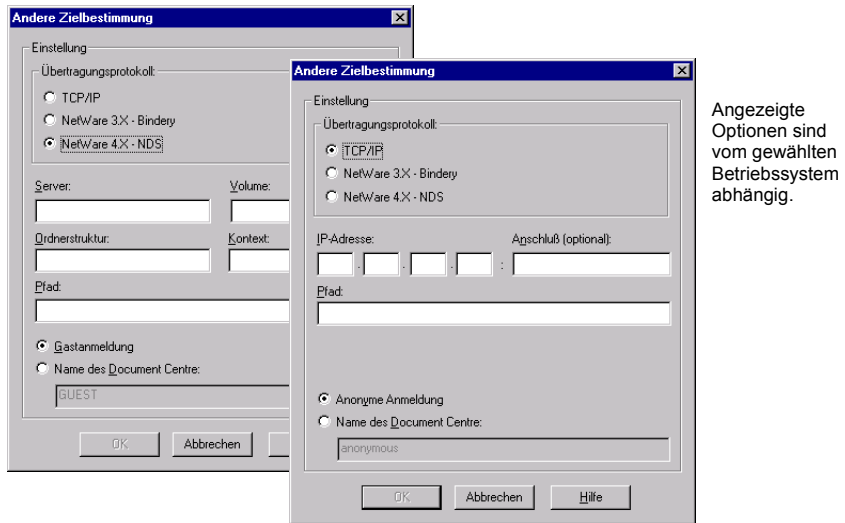 Andere Zielbestimmung
Einstellung
Übertragungsprotokoll:
TCP/IP
NetWare 3.X - Bindery
NetWare 4.X - NDS
Server:
Volume:
Ordnerstruktur:
Kontext:
Pfad:
Gastanmeldung
Name des Document Centre:
GUEST
OK
Abbrechen
Andere Zielbestimmung
Einstellung
Übertragungsprotokoll:
TCP/IP
NetWare 3.X - Bindery
NetWare 4.X - NDS
IP-Adresse:
Anschluß (optional):
. . . :
Pfad:
Anonyme Anmeldung
Name des Document Centre:
anonymous
OK
Abbrechen
Hilfe
Angezeigte
Optionen sind
vom gewählten
Betriebssystem
abhängig.